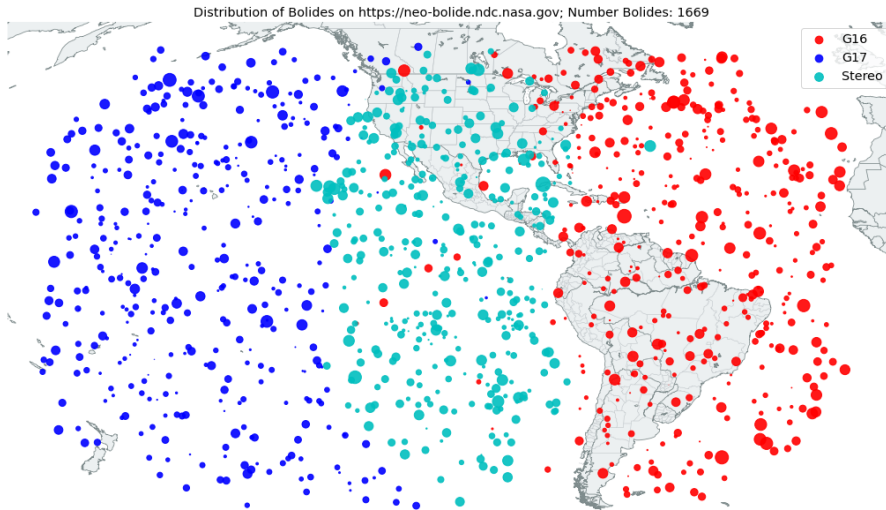 Distribution of Bolides on https://neo-bolide.ndc.nasa.gov; Number Bolides: 1669
G16
G17
Stereo